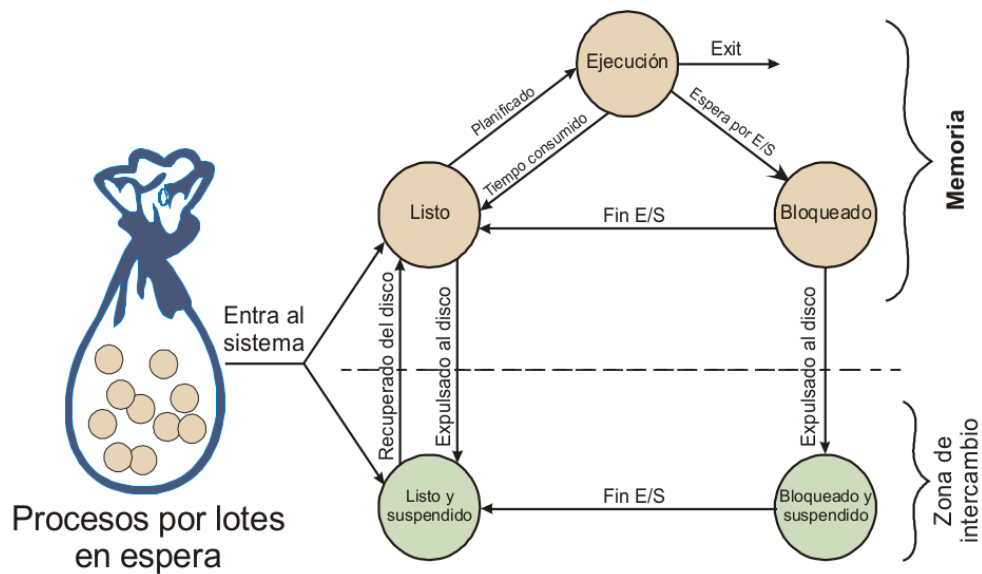 Ejecución
Exit
Planificado
Tiempo consumido
Espera por E/S
Memoria
Listo
Fin E/S
Bloqueado
Entra al
sistema
Recuperado del disco
Expulsado al disco
Expulsado al disco
Listo y
suspendido
Fin E/S
Bloqueado y
suspendido
Zona de
intercambio
Procesos por lotes
en espera